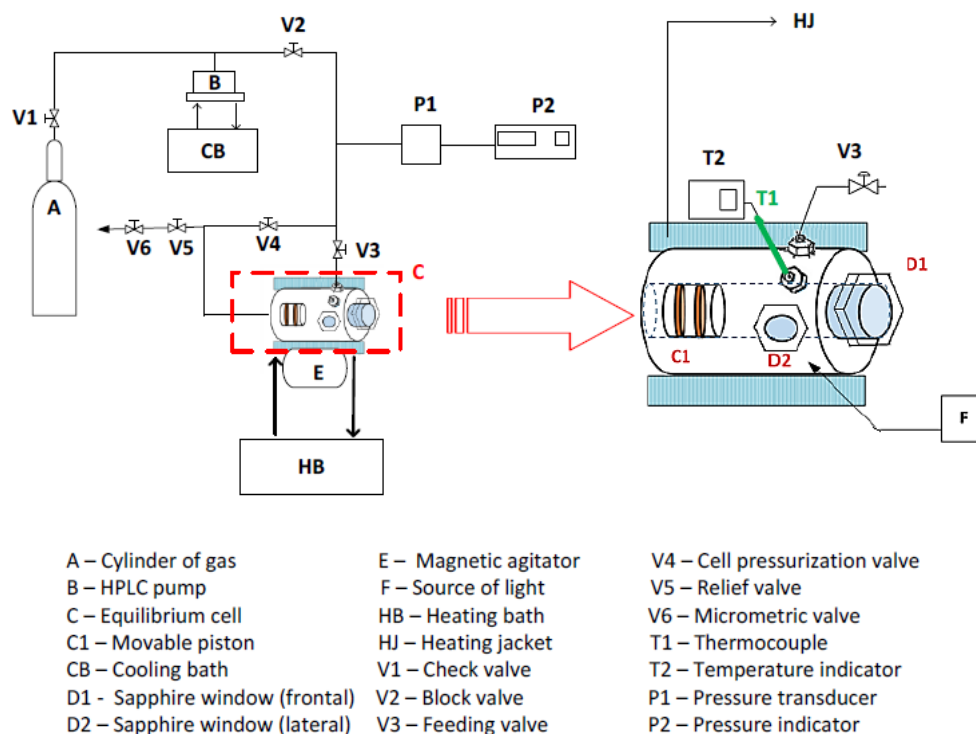 V2
HJ
B
P1
P2
V1
CB
T2
V3
T1
A
V6
V5
V4
V3
C
D1
C1
D2
E
F
HB
A – Cylinder of gas
B – HPLC pump
C – Equilibrium cell
C1 – Movable piston
CB – Cooling bath
D1 -  Sapphire window (frontal)
D2 – Sapphire window (lateral)
E –  Magnetic agitator
F – Source of light
HB – Heating bath
HJ – Heating jacket
V1 – Check valve
V2 – Block valve
V3 – Feeding valve
V4 – Cell pressurization valve
V5 – Relief valve
V6 – Micrometric valve
T1 – Thermocouple
T2 – Temperature indicator
P1 – Pressure transducer
P2 – Pressure indicator